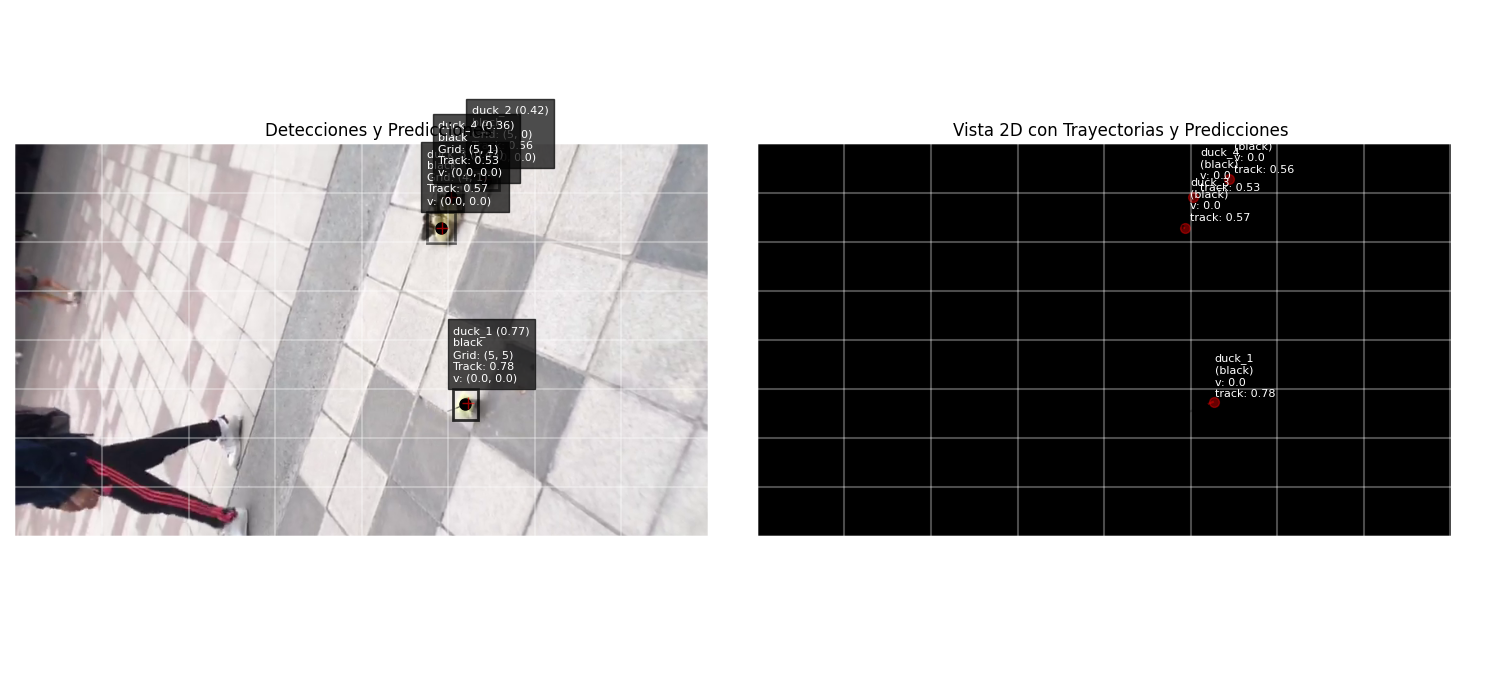 Detecciones y Prediccio
duck_2 (0.42)
duck_4 (0.36)
black
Grid: (5, 1)
Track: 0.53
v: (0.0, 0.0)
Track: 0.57
v: (0.0, 0.0)
duck_1 (0.77)
black
Grid: (5, 5)
Track: 0.78
v: (0.0, 0.0)
Vista 2D con Trayectorias y Predicciones
(black)
v: 0.0
track: 0.56
duck_4
(black)
v: 0.0
track: 0.53
duck_3
(black)
v: 0.0
track: 0.57
duck_1
(black)
v: 0.0
track: 0.78